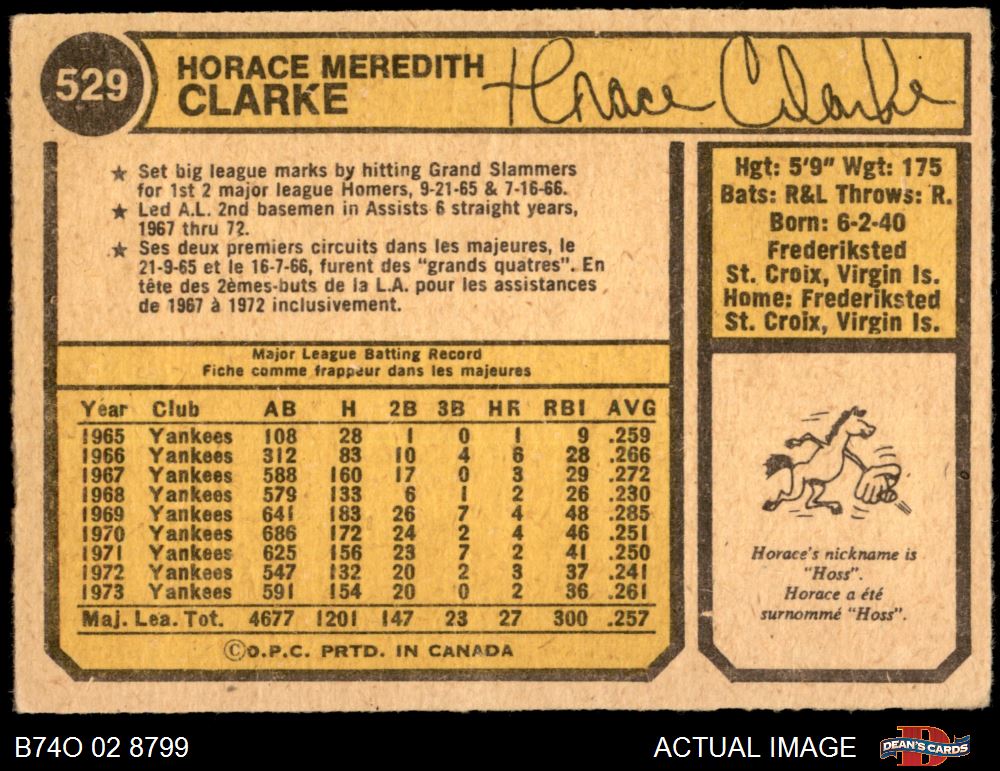 529
HORACE MEREDITH
CLARKE
Horace Clarke
★ Set big league marks by hitting Grand Slammers
for 1st 2 major league Homers, 9-21-65 & 7-16-66.
★ Led A.L. 2nd basemen in Assists 6 straight years,
1967 thru 72.
★ Ses deux premiers circuits dans les majeures, le
21-9-65 et le 16-7-66, furent des "grands quatres". En
tête des 2èmes-buts de la L.A. pour les assistances
de 1967 à 1972 inclusivement.
Hgt: 5'9" Wgt: 175
Bats: R&L Throws: R.
Born: 6-2-40
Frederiksted
St. Croix, Virgin Is.
Home: Frederiksted
St. Croix, Virgin Is.
Major League Batting Record
Fiche comme frappeur dans les majeures
Year Club AB H 2B 3B HR RBI AVG
1965 Yankees 108 28 1 0 1 9 .259
1966 Yankees 312 83 10 4 6 28 .266
1967 Yankees 588 160 17 0 3 29 .272
1968 Yankees 579 133 6 1 2 26 .230
1969 Yankees 641 183 26 7 4 48 .285
1970 Yankees 686 172 24 2 4 46 .251
1971 Yankees 625 156 23 7 2 41 .250
1972 Yankees 547 132 20 2 3 37 .241
1973 Yankees 591 154 20 0 2 36 .261
Maj. Lea. Tot. 4677 1201 147 23 27 300 .257
©O.P.C. PRTD. IN CANADA
Horace's nickname is
"Hoss".
Horace a été
surnommé "Hoss".
B74O 02 8799
ACTUAL IMAGE
DEAN'S CARDS